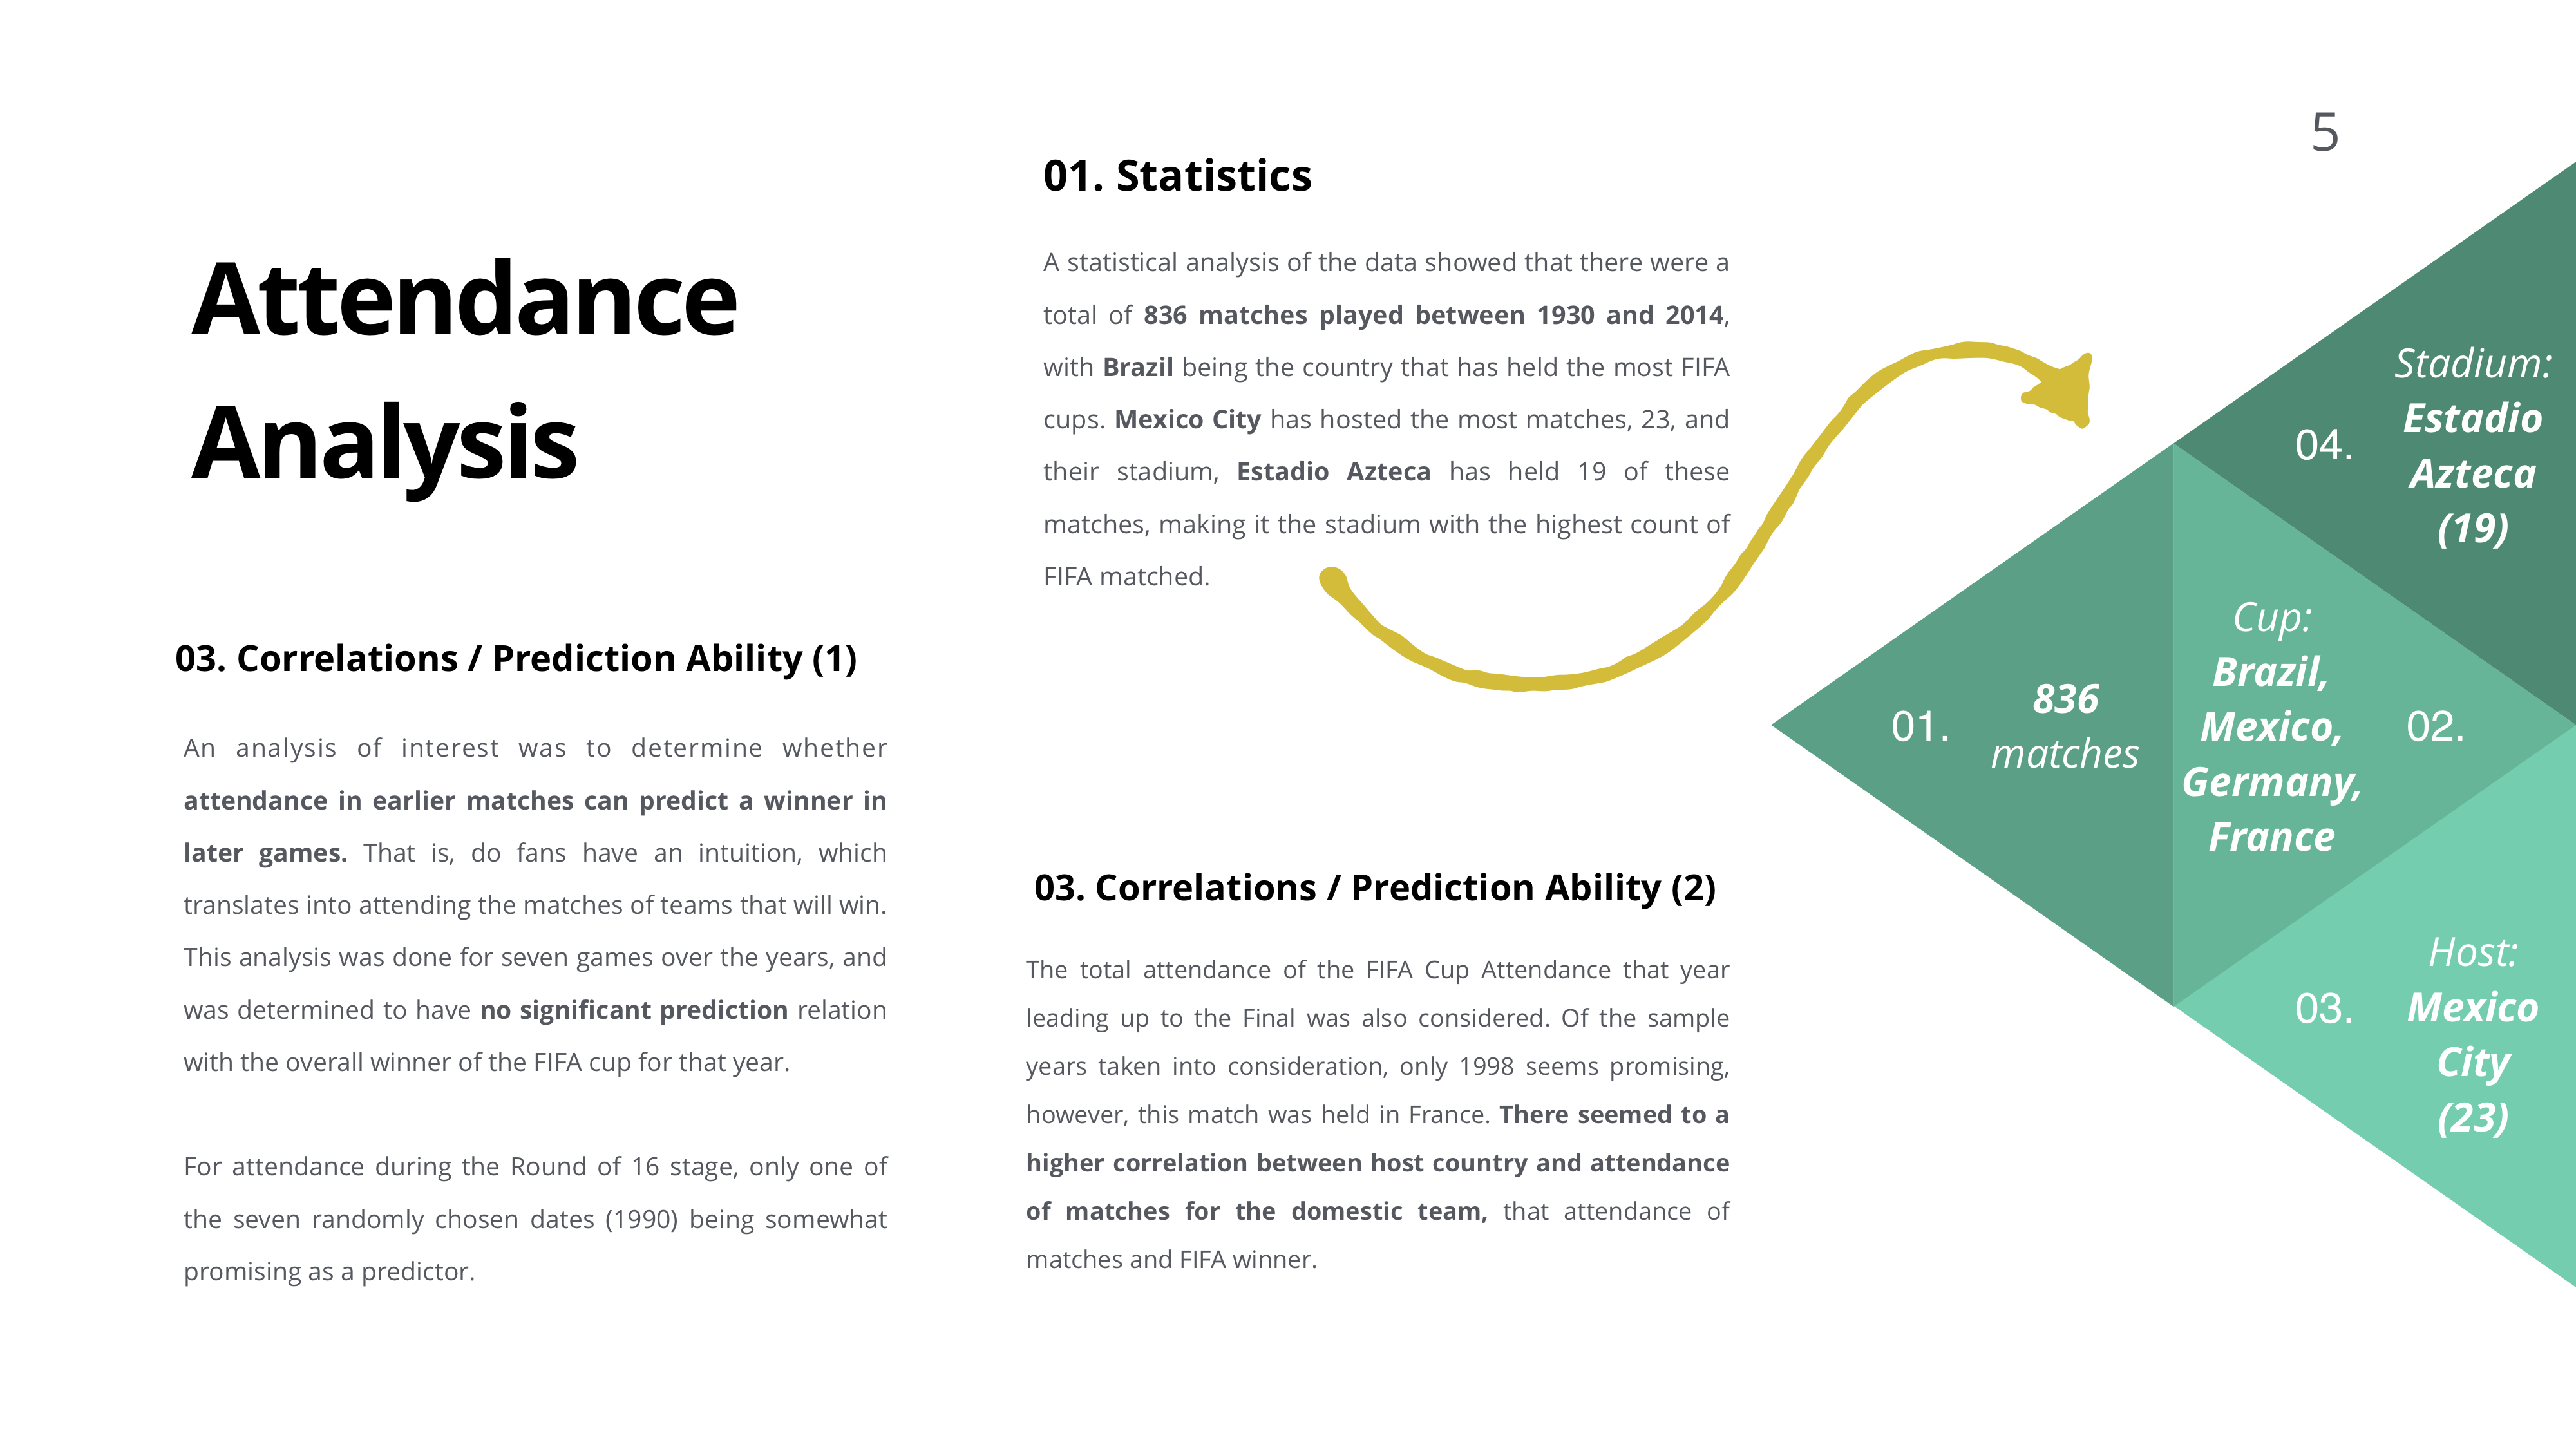 5
Attendance
Analysis
01. Statistics
A statistical analysis of the data showed that there were a
total of 836 matches played between 1930 and 2014,
with Brazil being the country that has held the most FIFA
cups. Mexico City has hosted the most matches, 23, and
their stadium, Estadio Azteca has held 19 of these
matches, making it the stadium with the highest count of
FIFA matched.
03. Correlations / Prediction Ability (1)
An analysis of interest was to determine whether
attendance in earlier matches can predict a winner in
later games. That is, do fans have an intuition, which
translates into attending the matches of teams that will win.
This analysis was done for seven games over the years, and
was determined to have no significant prediction relation
with the overall winner of the FIFA cup for that year.
For attendance during the Round of 16 stage, only one of
the seven randomly chosen dates (1990) being somewhat
promising as a predictor.
03. Correlations / Prediction Ability (2)
The total attendance of the FIFA Cup Attendance that year
leading up to the Final was also considered. Of the sample
years taken into consideration, only 1998 seems promising,
however, this match was held in France. There seemed to a
higher correlation between host country and attendance
of matches for the domestic team, that attendance of
matches and FIFA winner.
01.
836
matches
Cup:
Brazil,
Mexico,
Germany,
France
02.
03.
Host:
Mexico
City
(23)
04.
Stadium:
Estadio
Azteca
(19)